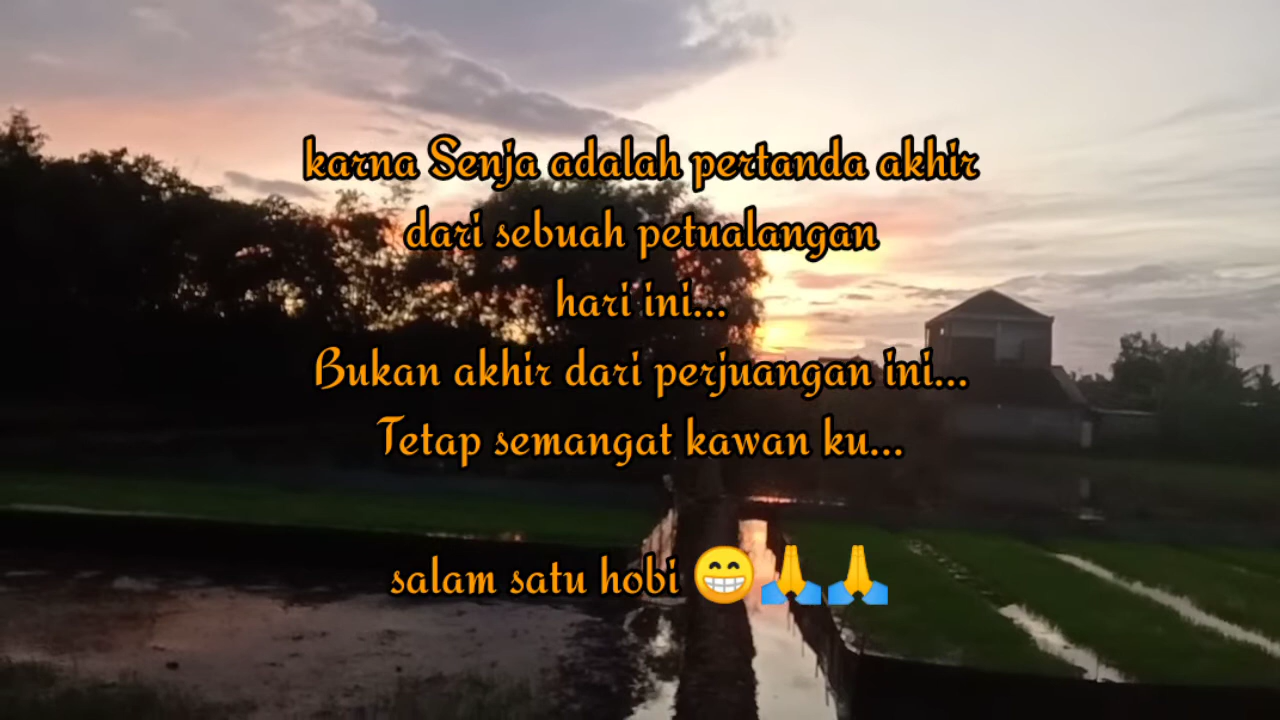 karna Senja adalah pertanda akhir
dari sebuah petualangan
hari ini...
Bukan akhir dari perjuangan ini...
Tetap semangat kawan ku...
salam satu hobi 😁🙏🙏